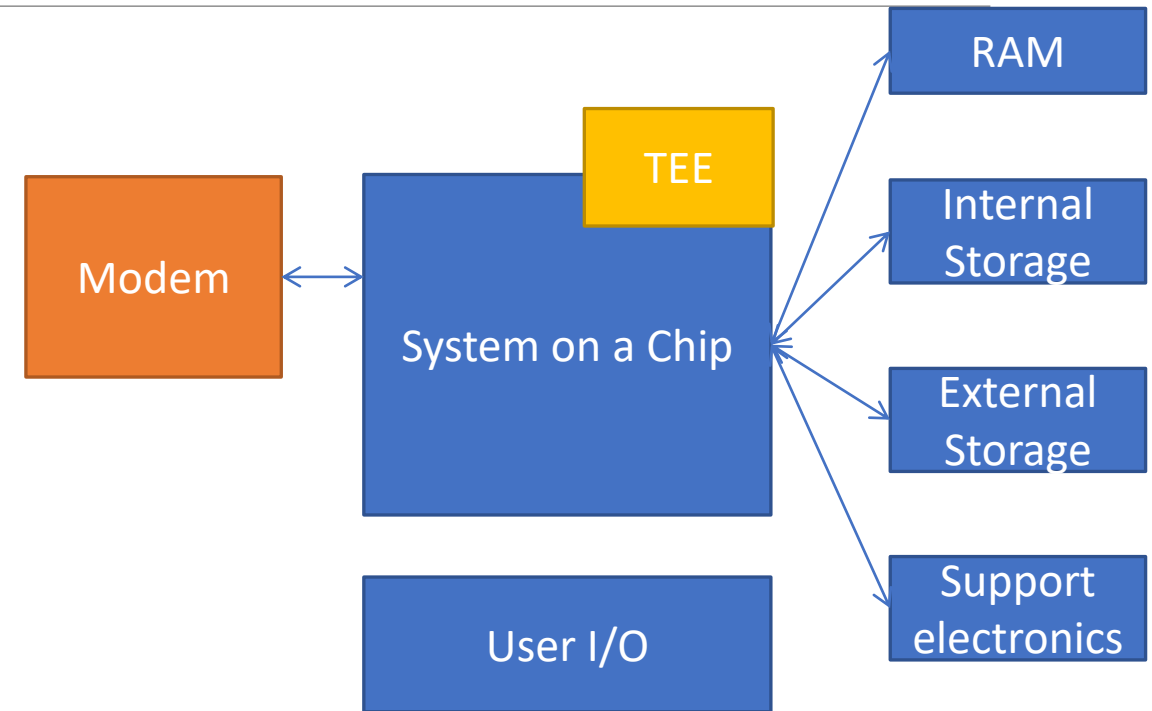 RAM
TEE
Modem
System on a Chip
Internal
Storage
External
Storage
Support
electronics
User I/O